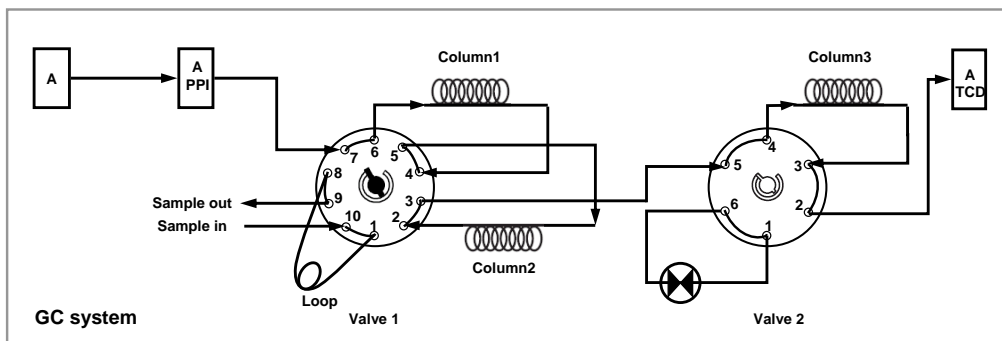 Column1
Column3
A
A
PPI
A
TCD
7
6
5
4
3
2
1
10
9
8
Sample out
Sample in
Column2
Loop
Valve 1
4
5
3
6
2
1
Valve 2
GC system